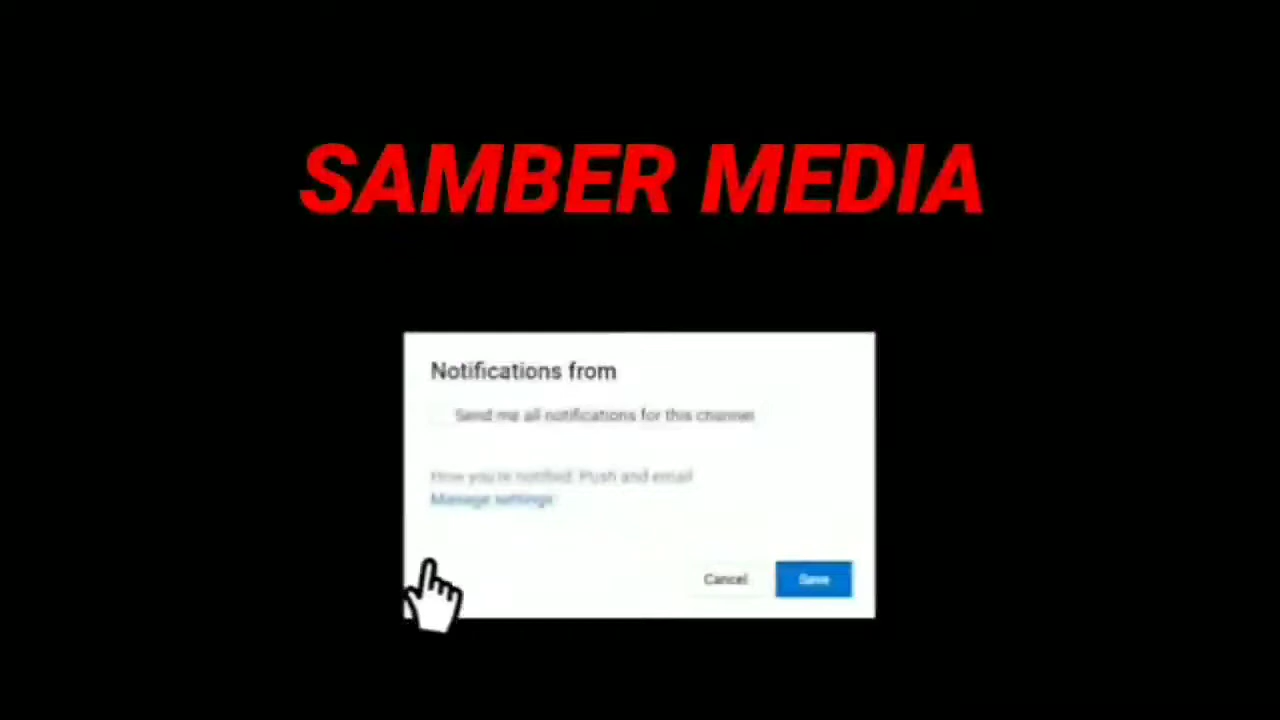 SAMBER MEDIA
Notifications from
Send me all notifications for this channel
How you're notified: Push and email
Manage settings
Cancel
Save